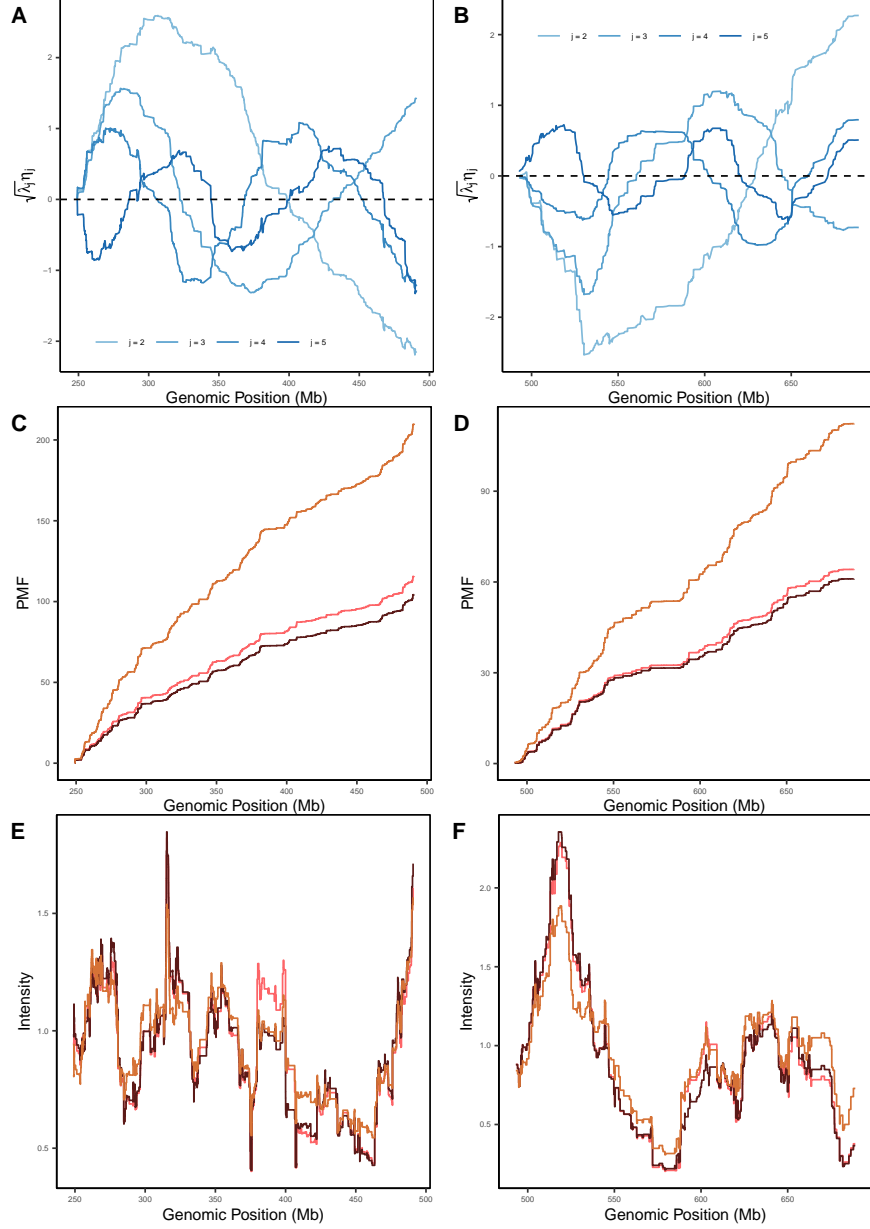 A
B
j = 2 j = 3 j = 4 j = 5
2
1
0
−1
−2
√λjηj
j = 2 j = 3 j = 4 j = 5
250 300 350 400 450 500
Genomic Position (Mb)
2
1
0
−1
−2
√λjηj
500 550 600 650
Genomic Position (Mb)
C
D
200
150
100
50
0
PMF
250 300 350 400 450 500
Genomic Position (Mb)
90
60
30
0
PMF
500 550 600 650
Genomic Position (Mb)
E
F
1.5
1.0
0.5
Intensity
250 300 350 400 450 500
Genomic Position (Mb)
2.0
1.5
1.0
0.5
Intensity
500 550 600 650
Genomic Position (Mb)